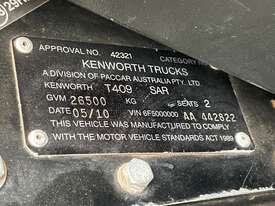 APPROVAL NO. 42321 CATEGORY
KENWORTH TRUCKS
A DIVISION OF PACCAR AUSTRALIA PTY. LTD
KENWORTH T409 SAR
GVM 26500 KG SEATS 2
DATE 05/10 VIN 6F5000000 AA 442822
THIS VEHICLE WAS MANUFACTURED TO COMPLY
WITH THE MOTOR VEHICLE STANDARDS ACT 1989